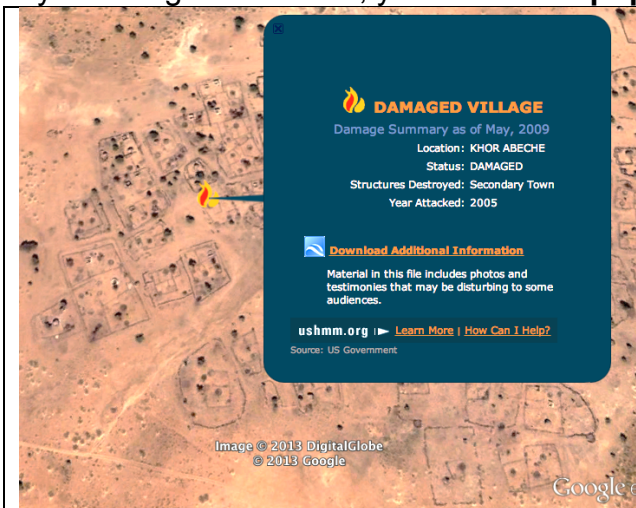 DAMAGED VILLAGE
Damage Summary as of May, 2009
Location: KHOR ABECHE
Status: DAMAGED
Structures Destroyed: Secondary Town
Year Attacked: 2005
Download Additional Information
Material in this file includes photos and
testimonies that may be disturbing to some
audiences.
ushmm.org Learn More | How Can I Help?
Source: US Government
Image © 2013 DigitalGlobe
© 2013 Google
Google